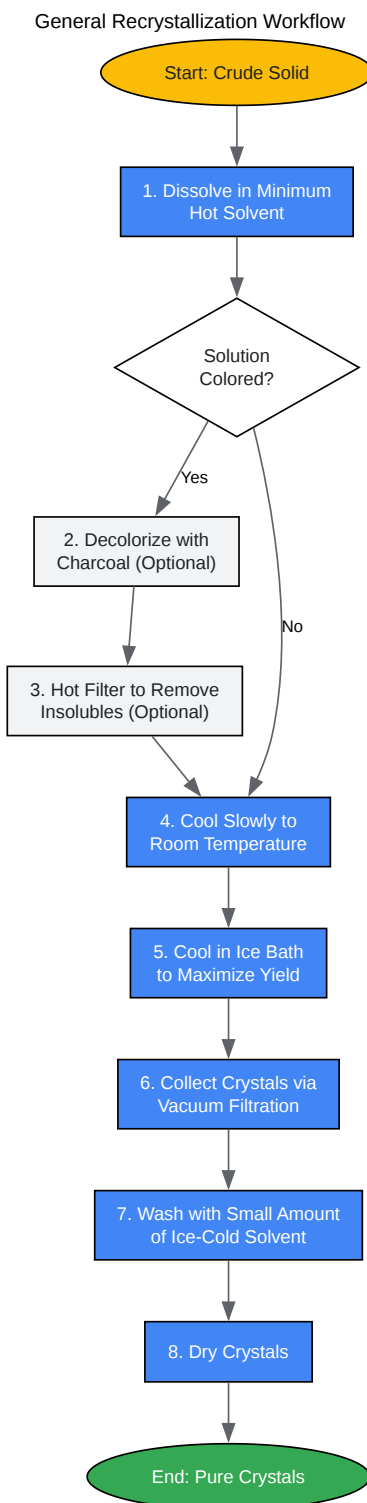 General Recrystallization Workflow
Start: Crude Solid
1. Dissolve in Minimum
Hot Solvent
Solution
Colored?
Yes
2. Decolorize with
Charcoal (Optional)
No
3. Hot Filter to Remove
Insolubles (Optional)
4. Cool Slowly to
Room Temperature
5. Cool in Ice Bath
to Maximize Yield
6. Collect Crystals via
Vacuum Filtration
7. Wash with Small Amount
of Ice-Cold Solvent
8. Dry Crystals
End: Pure Crystals